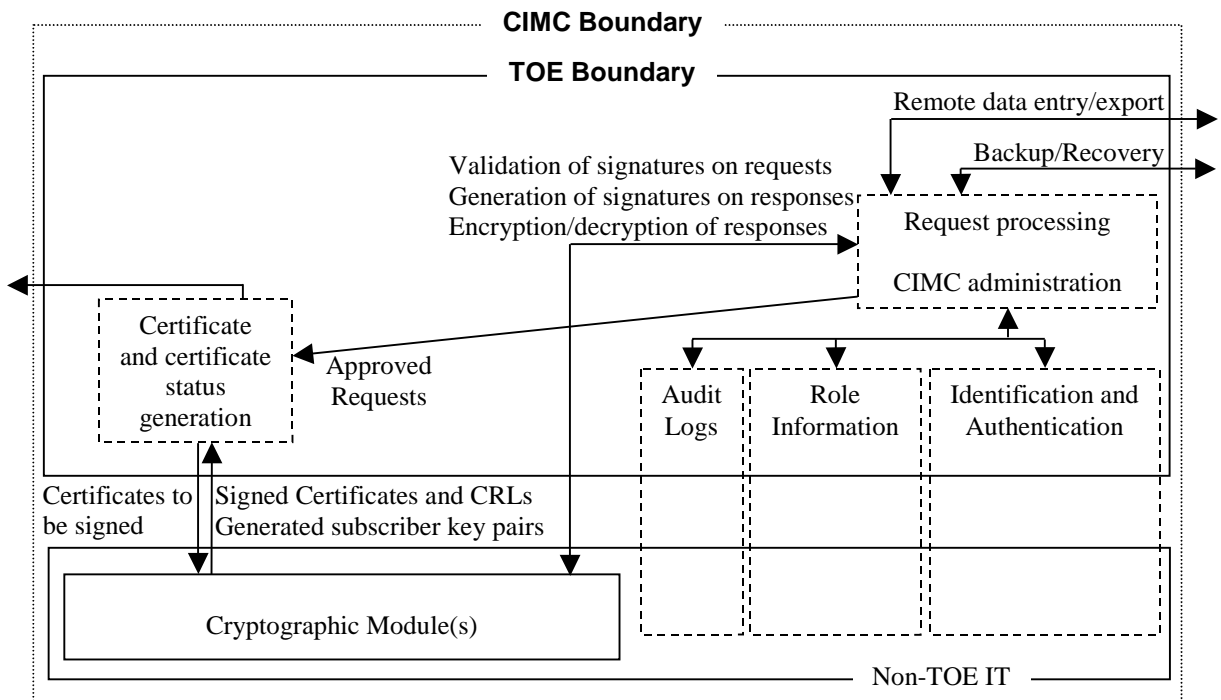 CIMC Boundary
TOE Boundary
Remote data entry/export
Backup/Recovery
Validation of signatures on requests
Generation of signatures on responses
Encryption/decryption of responses
Request processing
CIMC administration
Certificate
and certificate
status
generation
Approved
Requests
Audit
Logs
Role
Information
Identification and
Authentication
Certificates to
be signed
Signed Certificates and CRLs
Generated subscriber key pairs
Cryptographic Module(s)
Non-TOE IT